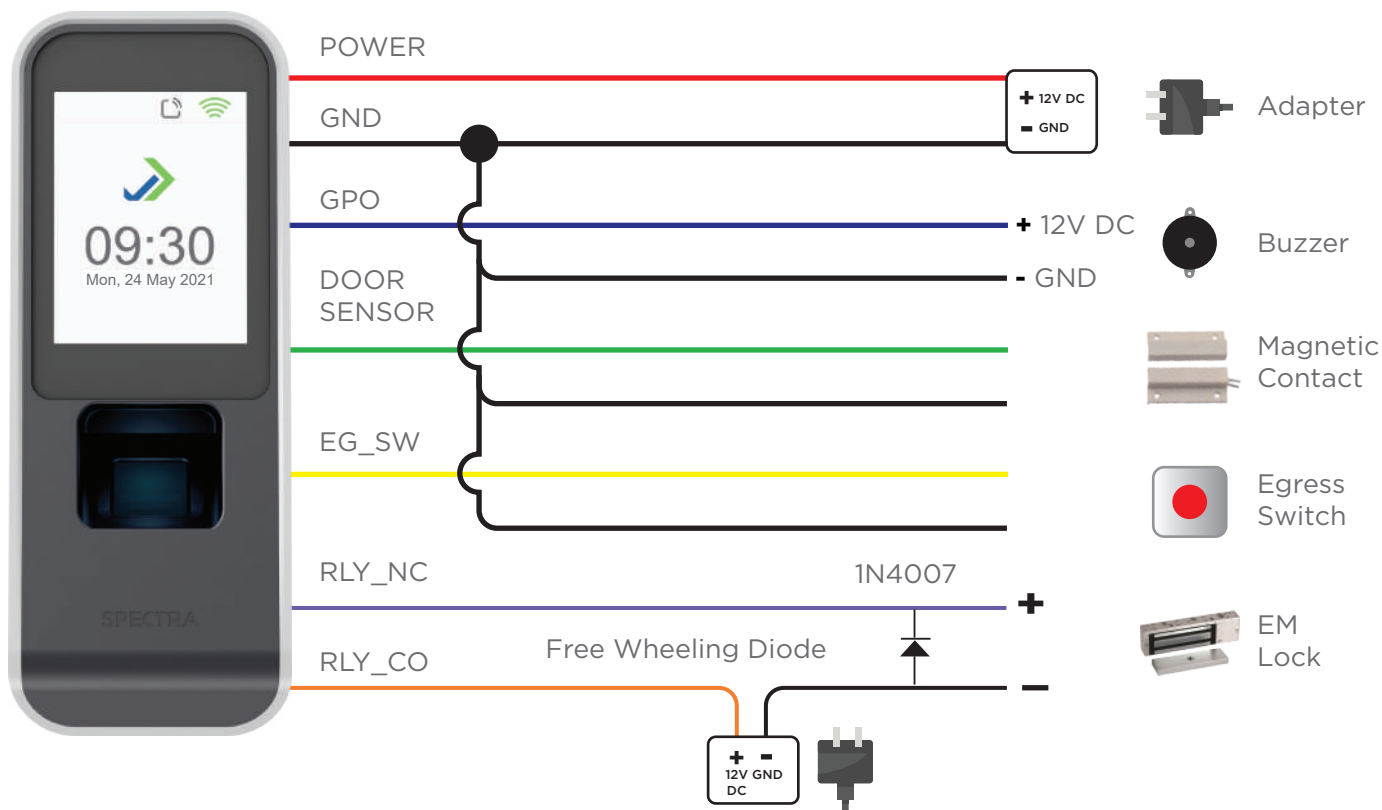 POWER
+ 12V DC
- GND
Adapter
GND
GPO
+ 12V DC
Buzzer
- GND
09:30
Mon, 24 May 2021
DOOR
SENSOR
Magnetic
Contact
EG_SW
Egress
Switch
RLY_NC
1N4007
+
SPECTRA
Free Wheeling Diode
EM
Lock
RLY_CO
-
+ -
12V GND
DC